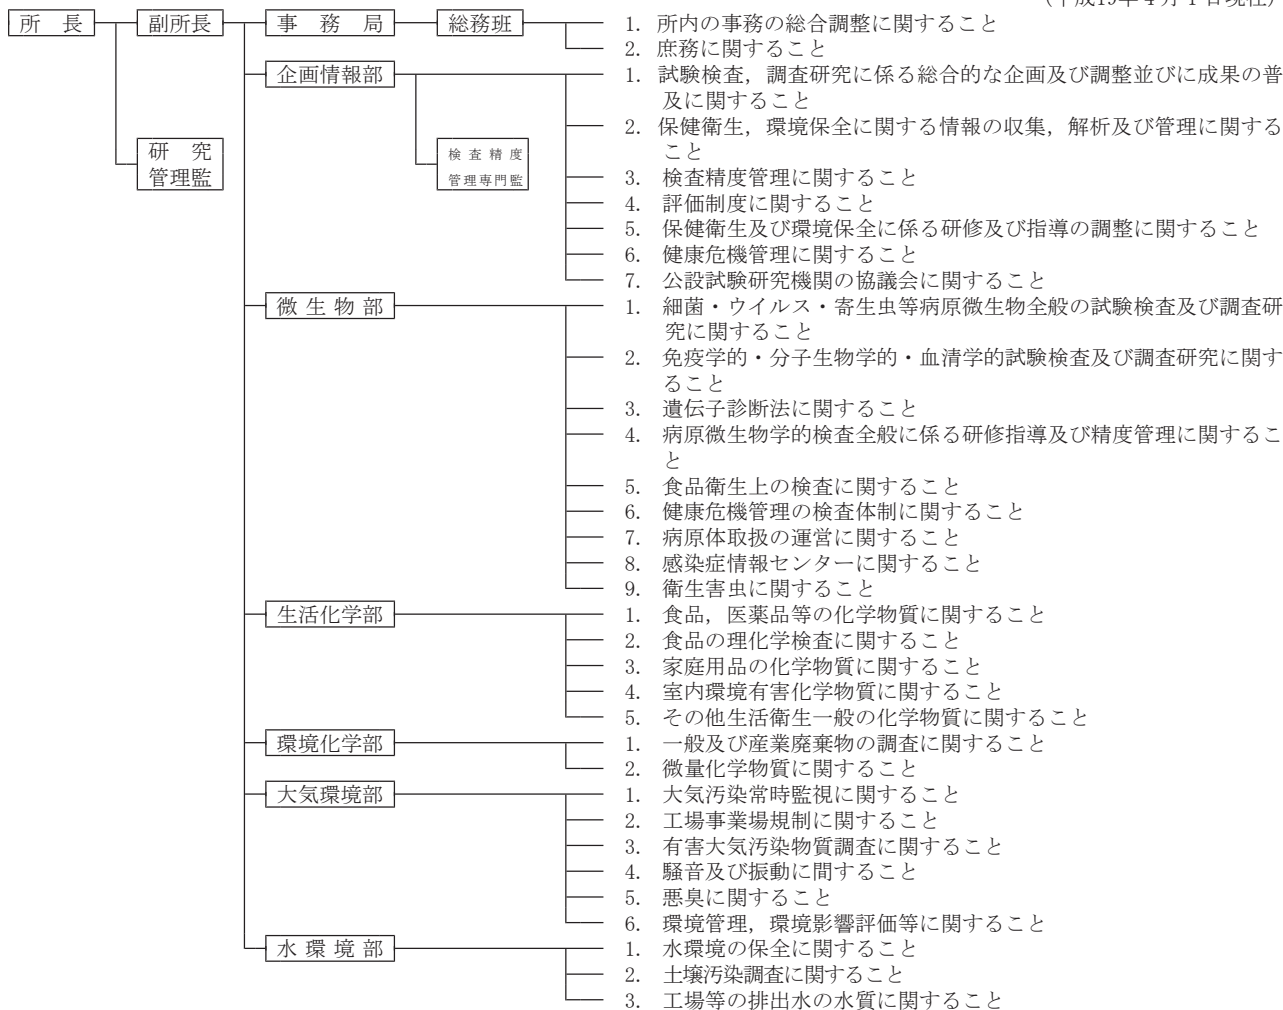 (平成19年4月1日現在)
所 長 副所長 事 務 局 総務班 1. 所内の事務の総合調整に関すること
2. 庶務に関すること
企画情報部 1. 試験検査，調査研究に係る総合的な企画及び調整並びに成果の普
及に関すること
2. 保健衛生，環境保全に関する情報の収集，解析及び管理に関する
こと
研 究
管理監
検 査 精 度
管理専門監
3. 検査精度管理に関すること
4. 評価制度に関すること
5. 保健衛生及び環境保全に係る研修及び指導の調整に関すること
6. 健康危機管理に関すること
7. 公設試験研究機関の協議会に関すること
微 生 物 部 1. 細菌・ウイルス・寄生虫等病原微生物全般の試験検査及び調査研
究に関すること
2. 免疫学的・分子生物学的・血清学的試験検査及び調査研究に関す
ること
3. 遺伝子診断法に関すること
4. 病原微生物学的検査全般に係る研修指導及び精度管理に関するこ
と
5. 食品衛生上の検査に関すること
6. 健康危機管理の検査体制に関すること
7. 病原体取扱の運営に関すること
8. 感染症情報センターに関すること
9. 衛生害虫に関すること
生活化学部 1. 食品，医薬品等の化学物質に関すること
2. 食品の理化学検査に関すること
3. 家庭用品の化学物質に関すること
4. 室内環境有害化学物質に関すること
5. その他生活衛生一般の化学物質に関すること
環境化学部 1. 一般及び産業廃棄物の調査に関すること
2. 微量化学物質に関すること
大気環境部 1. 大気汚染常時監視に関すること
2. 工場事業場規制に関すること
3. 有害大気汚染物質調査に関すること
4. 騒音及び振動に間すること
5. 悪臭に関すること
6. 環境管理，環境影響評価等に関すること
水 環 境 部 1. 水環境の保全に関すること
2. 土壌汚染調査に関すること
3. 工場等の排出水の水質に関すること